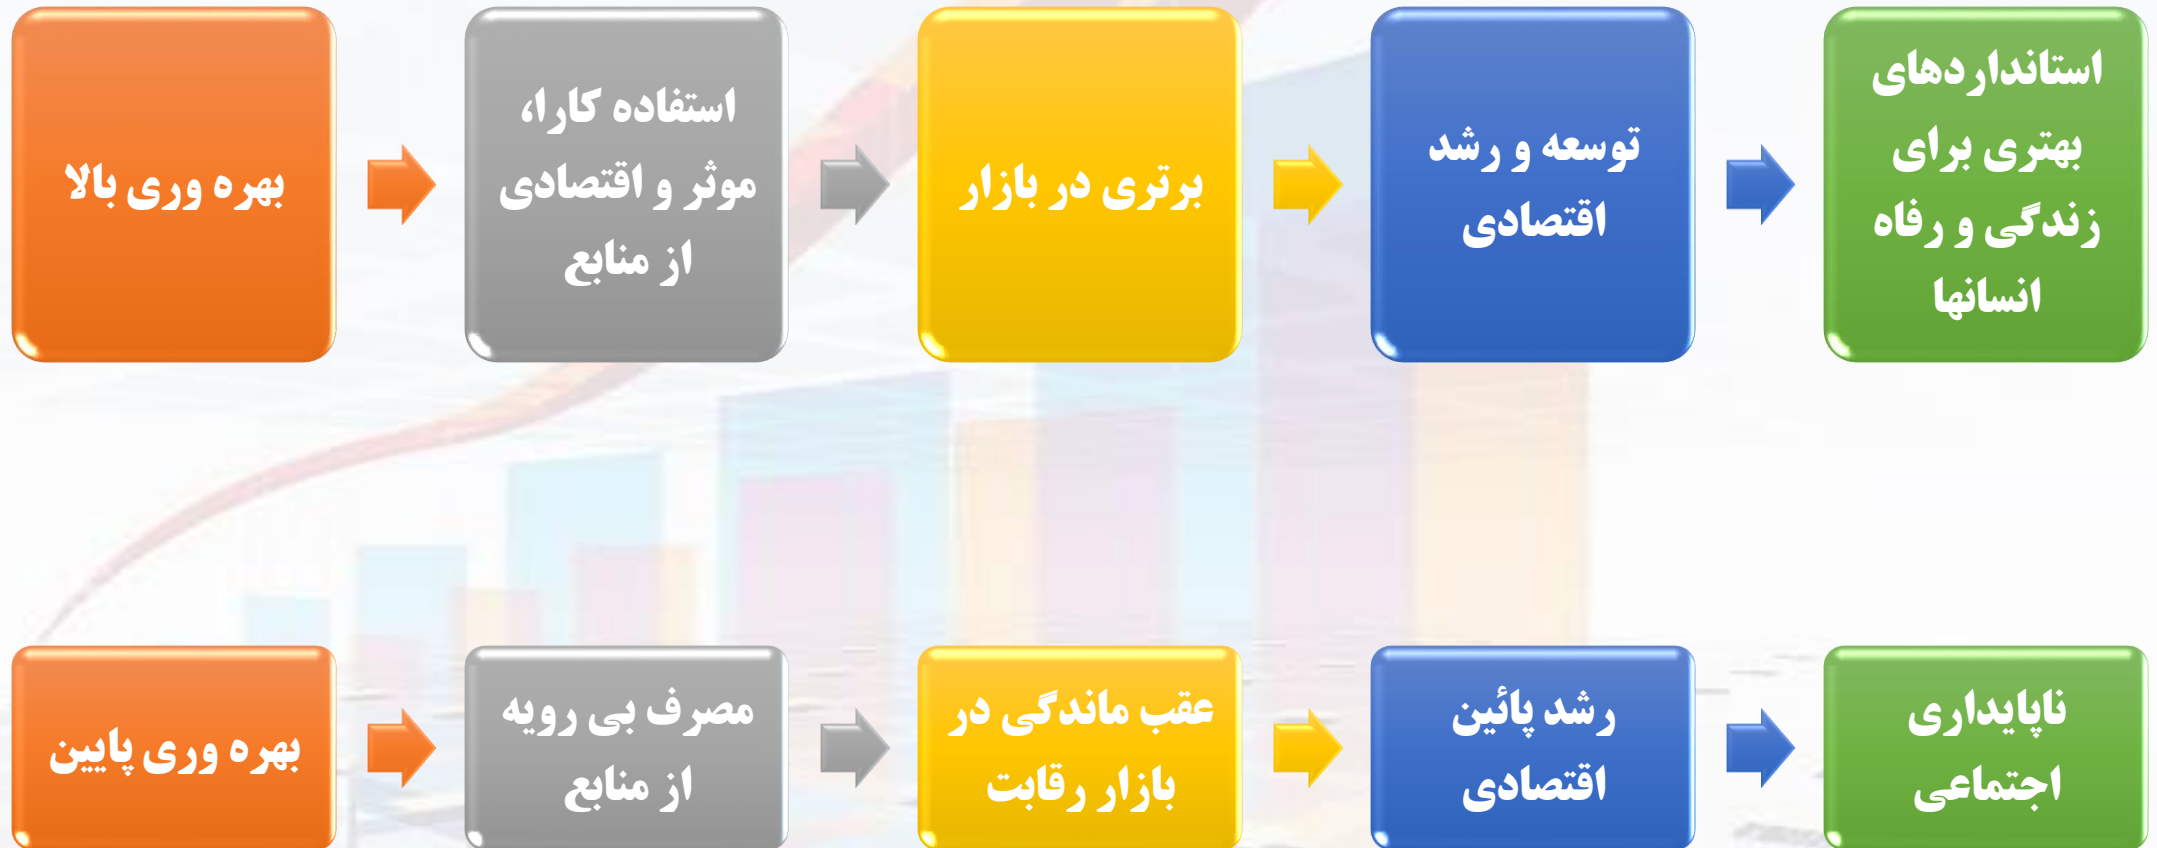 بهره وری بالا
استفاده کارا،
موثر و اقتصادی
از منابع
برتری در بازار
توسعه و رشد
اقتصادی
استانداردهای
بهتری برای
زندگی و رفاه
انسانها
بهره وری پایین
مصرف بی رویه
از منابع
عقب ماندگی در
بازار رقابت
رشد پائین
اقتصادی
ناپایداری
اجتماعی